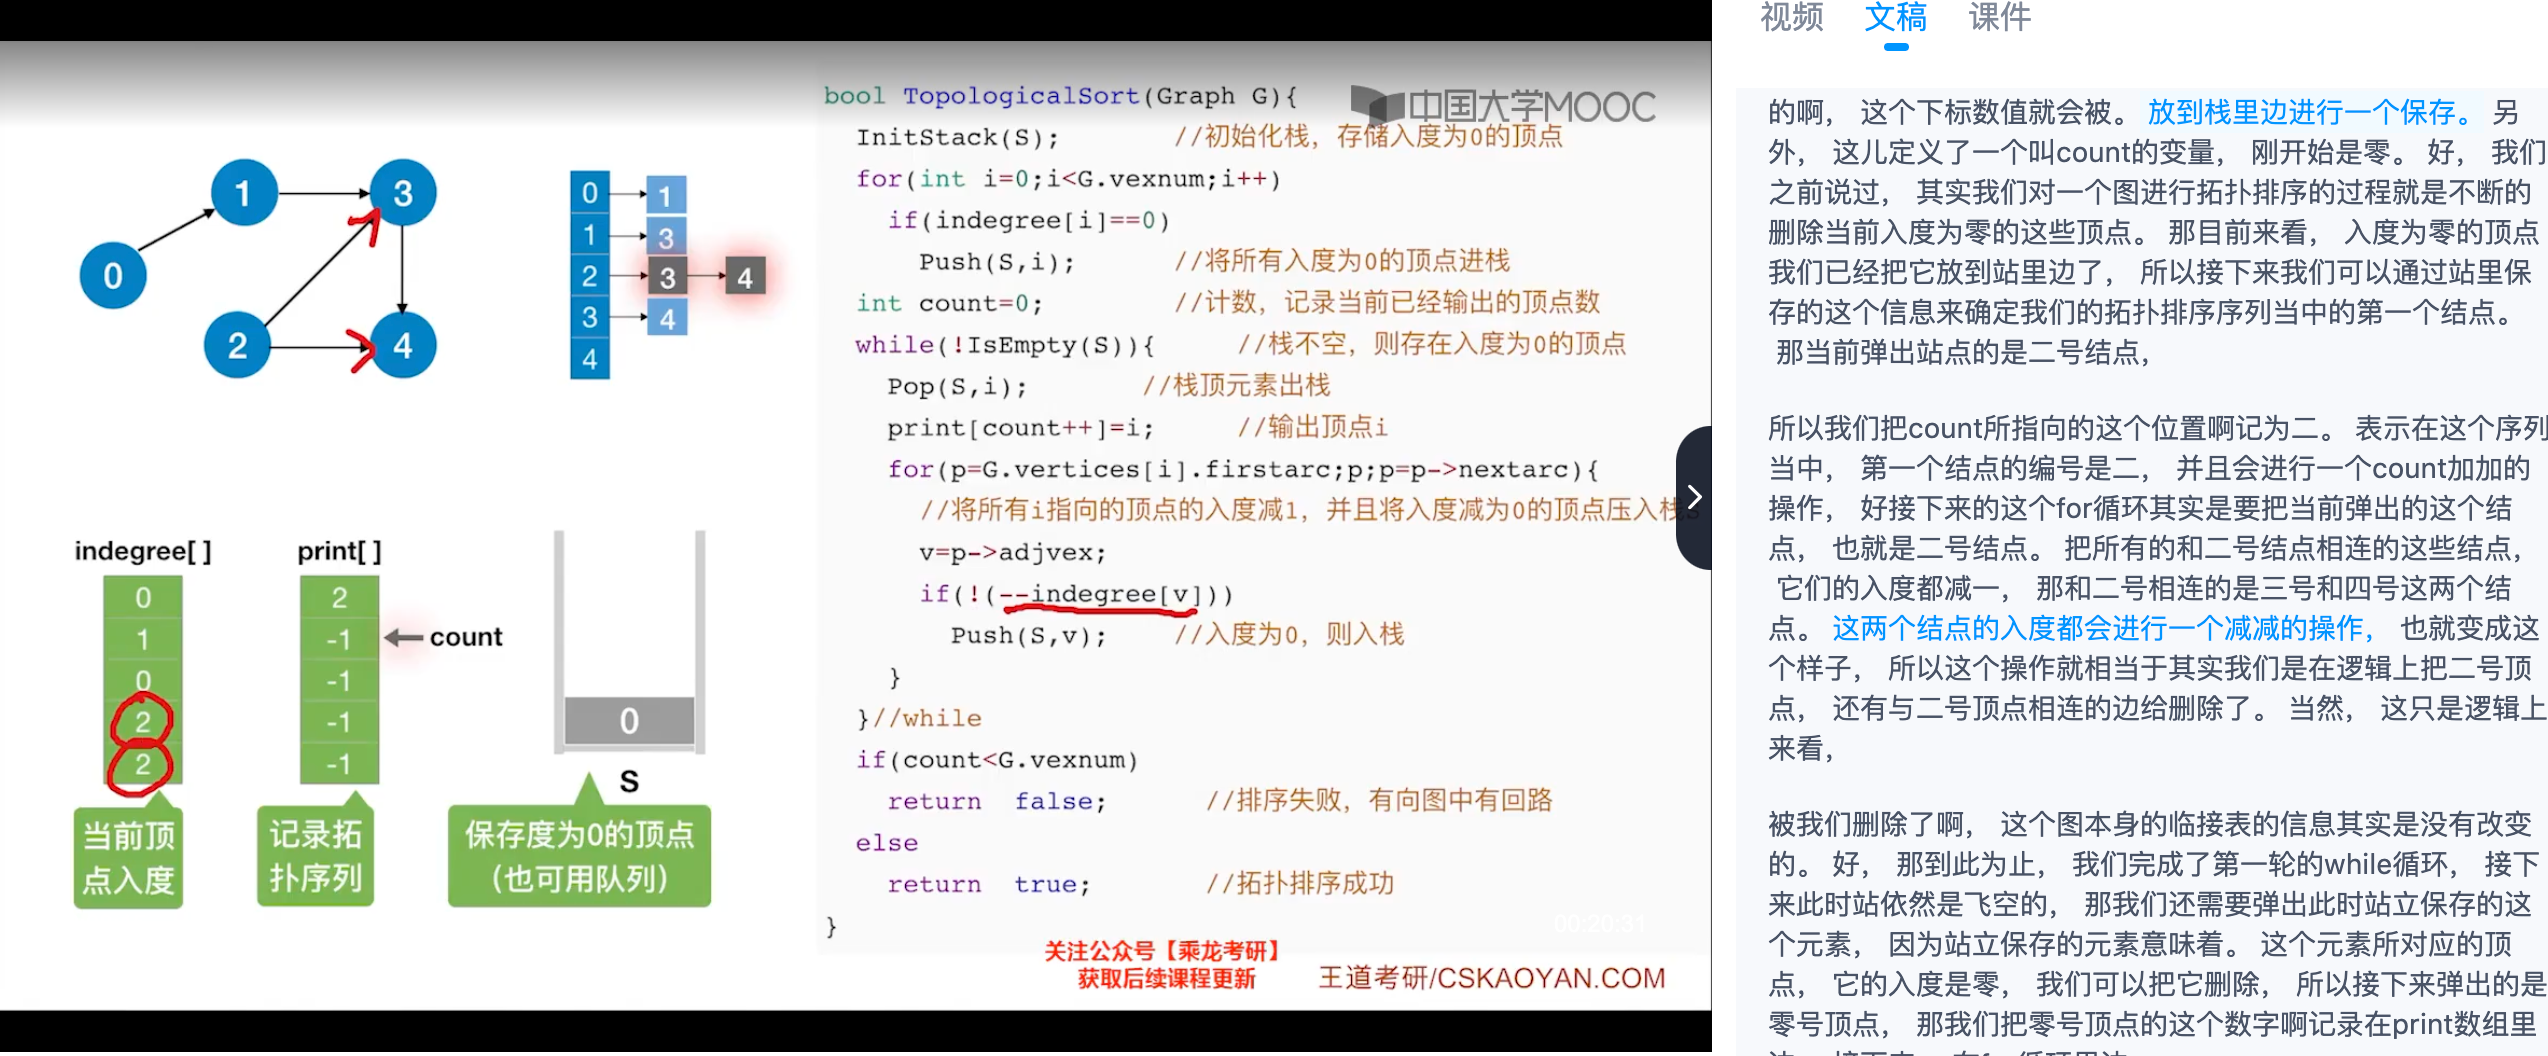 中国大学MOOC
0
1
2
3
4
0
1
2
3
4
1
3
3
4
4
indegree[ ]
0
1
0
2
2
当前顶
点入度
print[ ]
2
-1
-1
-1
-1
count
记录拓
扑序列
0
S
保存度为0的顶点
（也可用队列）
bool TopologicalSort(Graph G){
InitStack(S); //初始化栈，存储入度为0的顶点
for(int i=0;i<G.vexnum;i++)
if(indegree[i]==0)
Push(S,i); //将所有入度为0的顶点进栈
int count=0; //计数，记录当前已经输出的顶点数
while(!IsEmpty(S)){ //栈不空，则存在入度为0的顶点
Pop(S,i); //栈顶元素出栈
print[count++]=i; //输出顶点i
for(p=G.vertices[i].firstarc;p;p=p->nextarc){
//将所有i指向的顶点的入度减1，并且将入度减为0的顶点压入栈S
v=p->adjvex;
if(!(--indegree[v]))
Push(S,v); //入度为0，则入栈
}
}//while
if(count<G.vexnum)
return false; //排序失败，有向图中有回路
else
return true; //拓扑排序成功
}
00:20:31
关注公众号【乘龙考研】
获取后续课程更新
王道考研/CSKAOYAN.COM
视频 文稿 课件
的啊， 这个下标数值就会被。 放到栈里边进行一个保存。 另
外， 这儿定义了一个叫count的变量， 刚开始是零。 好， 我们
之前说过， 其实我们对一个图进行拓扑排序的过程就是不断的
删除当前入度为零的这些顶点。 那目前来看， 入度为零的顶点
我们已经把它放到站里边了， 所以接下来我们可以通过站里保
存的这个信息来确定我们的拓扑排序序列当中的第一个结点。
那当前弹出站点的是二号结点，
所以我们把count所指向的这个位置啊记为二。 表示在这个序列
当中， 第一个结点的编号是二， 并且会进行一个count加加的
操作， 好接下来的这个for循环其实是要把当前弹出的这个结
点， 也就是二号结点。 把所有的和二号结点相连的这些结点，
它们的入度都减一， 那和二号相连的是三号和四号这两个结
点。 这两个结点的入度都会进行一个减减的操作， 也就变成这
个样子， 所以这个操作就相当于其实我们是在逻辑上把二号顶
点， 还有与二号顶点相连的边给删除了。 当然， 这只是逻辑上
来看，
被我们删除了啊， 这个图本身的临接表的信息其实是没有改变
的。 好， 那到此为止， 我们完成了第一轮的while循环， 接下
来此时站依然是飞空的， 那我们还需要弹出此时站立保存的这
个元素， 因为站立保存的元素意味着。 这个元素所对应的顶
点， 它的入度是零， 我们可以把它删除， 所以接下来弹出的是
零号顶点， 那我们把零号顶点的这个数字啊记录在print数组里